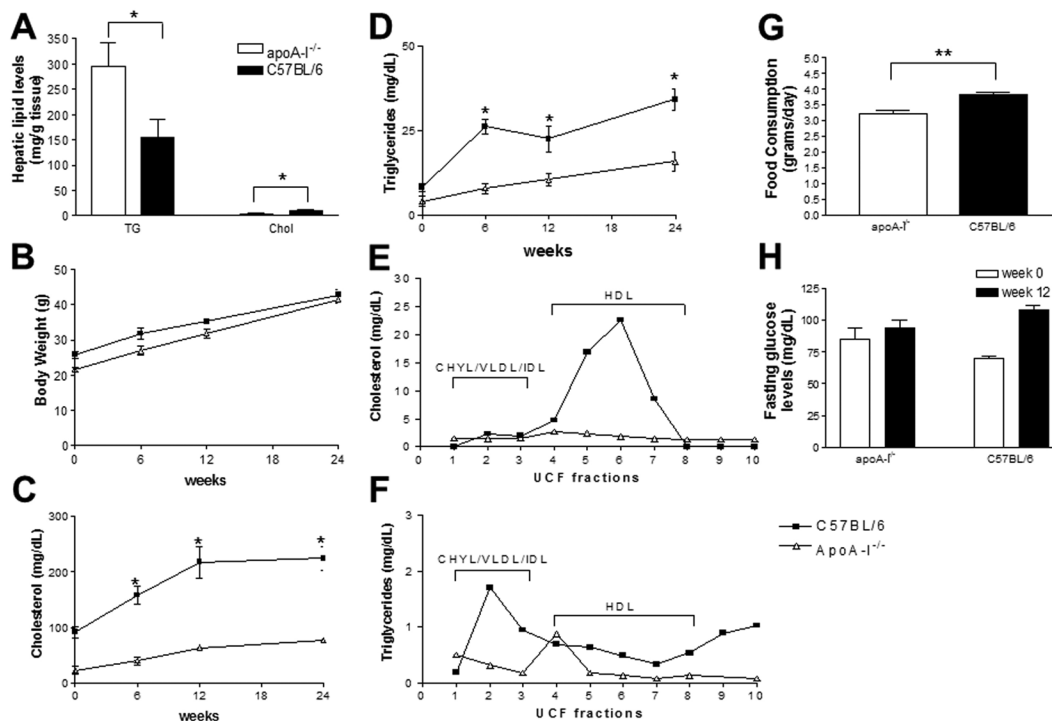 A
Hepatic lipid levels
(mg/g tissue)
350
300
250
200
150
100
50
0
*
*
apoA-I-/-
C57BL/6
TG
Chol
B
Body Weight (g)
50
40
30
20
10
0
0
6
12
18
24
weeks
C
Cholesterol (mg/dL)
300
200
100
0
*
*
*
0
6
12
18
24
weeks
D
Triglycerides (mg/dL)
50
25
0
*
*
*
0
6
12
18
24
weeks
E
Cholesterol (mg/dL)
30
25
20
15
10
5
0
CHYL/VLDL/IDL
HDL
0 1 2 3 4 5 6 7 8 9 10
UCF fractions
F
Triglycerides (mg/dL)
3
2
1
0
CHYL/VLDL/IDL
HDL
0 1 2 3 4 5 6 7 8 9 10
UCF fractions
C57BL/6
ApoA-I-/-
G
Food Consumption
(grams/day)
5.0
4.5
4.0
3.5
3.0
2.5
2.0
1.5
1.0
0.5
0.0
**
apoA-I-/-
C57BL/6
H
Fasting glucose
levels (mg/dL)
125
100
75
50
25
0
week 0
week 12
apoA-I-/-
C57BL/6